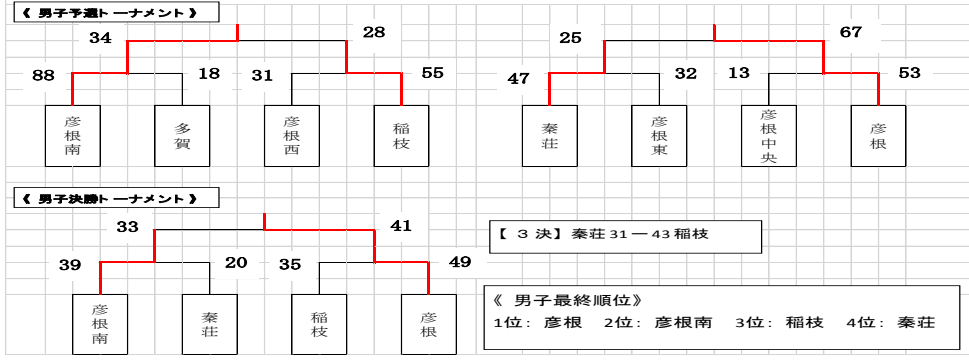 《 男子予選トーナメント 》
34 28 25 67
88 18 31 55 47 32 13 53
彦根南 多賀 彦根西 稲枝 秦荘 彦根東 彦根中央 彦根
《 男子決勝トーナメント 》
33 41
【 3 決】秦荘 31 ― 43 稲枝
39 20 35 49
彦根南 秦荘 稲枝 彦根
《 男子最終順位》
1位: 彦根 2位: 彦根南 3位: 稲枝 4位: 秦荘